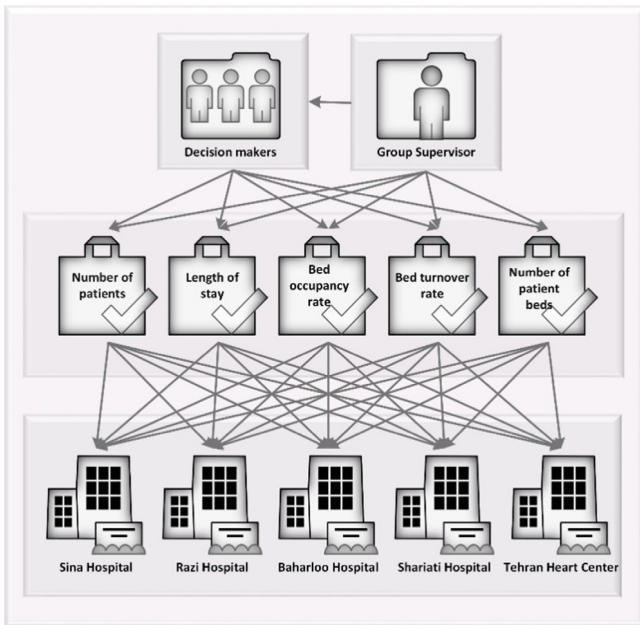 Decision makers
Group Supervisor
Number of
patients
Length of
stay
Bed
occupancy
rate
Bed turnover
rate
Number of
patient
beds
Sina Hospital
Razi Hospital
Baharloo Hospital
Shariati Hospital
Tehran Heart Center